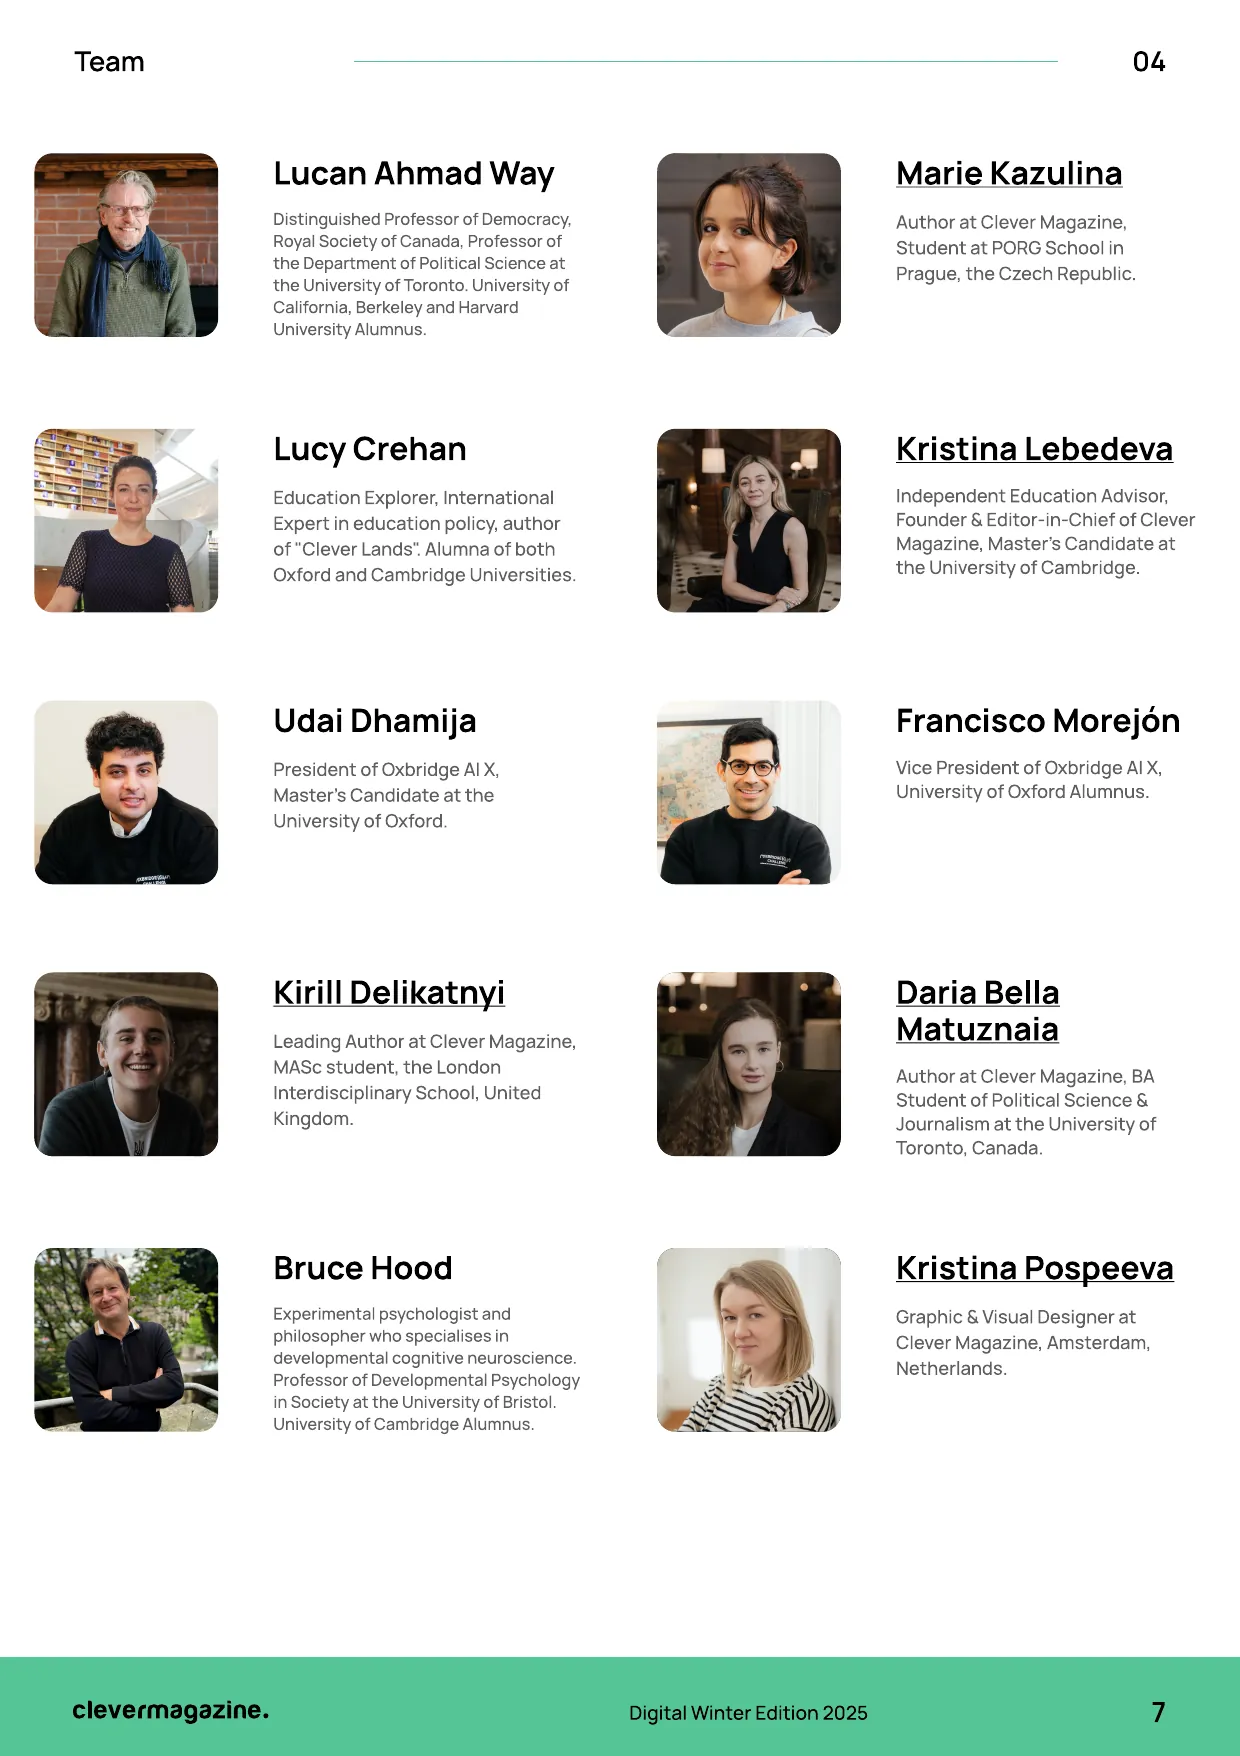 Team
04
Lucan Ahmad Way
Distinguished Professor of Democracy,
Royal Society of Canada, Professor of
the Department of Political Science at
the University of Toronto. University of
California, Berkeley and Harvard
University Alumnus.
Marie Kazulina
Author at Clever Magazine,
Student at PORG School in
Prague, the Czech Republic.
Lucy Crehan
Education Explorer, International
Expert in education policy, author
of "Clever Lands". Alumna of both
Oxford and Cambridge Universities.
Kristina Lebedeva
Independent Education Advisor,
Founder & Editor-in-Chief of Clever
Magazine, Master's Candidate at
the University of Cambridge.
Udai Dhamija
President of Oxbridge AI X,
Master's Candidate at the
University of Oxford.
Francisco Morejón
Vice President of Oxbridge AI X,
University of Oxford Alumnus.
Kirill Delikatnyi
Leading Author at Clever Magazine,
MASc student, the London
Interdisciplinary School, United
Kingdom.
Daria Bella
Matuznaia
Author at Clever Magazine, BA
Student of Political Science &
Journalism at the University of
Toronto, Canada.
Bruce Hood
Experimental psychologist and
philosopher who specialises in
developmental cognitive neuroscience.
Professor of Developmental Psychology
in Society at the University of Bristol.
University of Cambridge Alumnus.
Kristina Pospeeva
Graphic & Visual Designer at
Clever Magazine, Amsterdam,
Netherlands.
clevermagazine.
Digital Winter Edition 2025
7